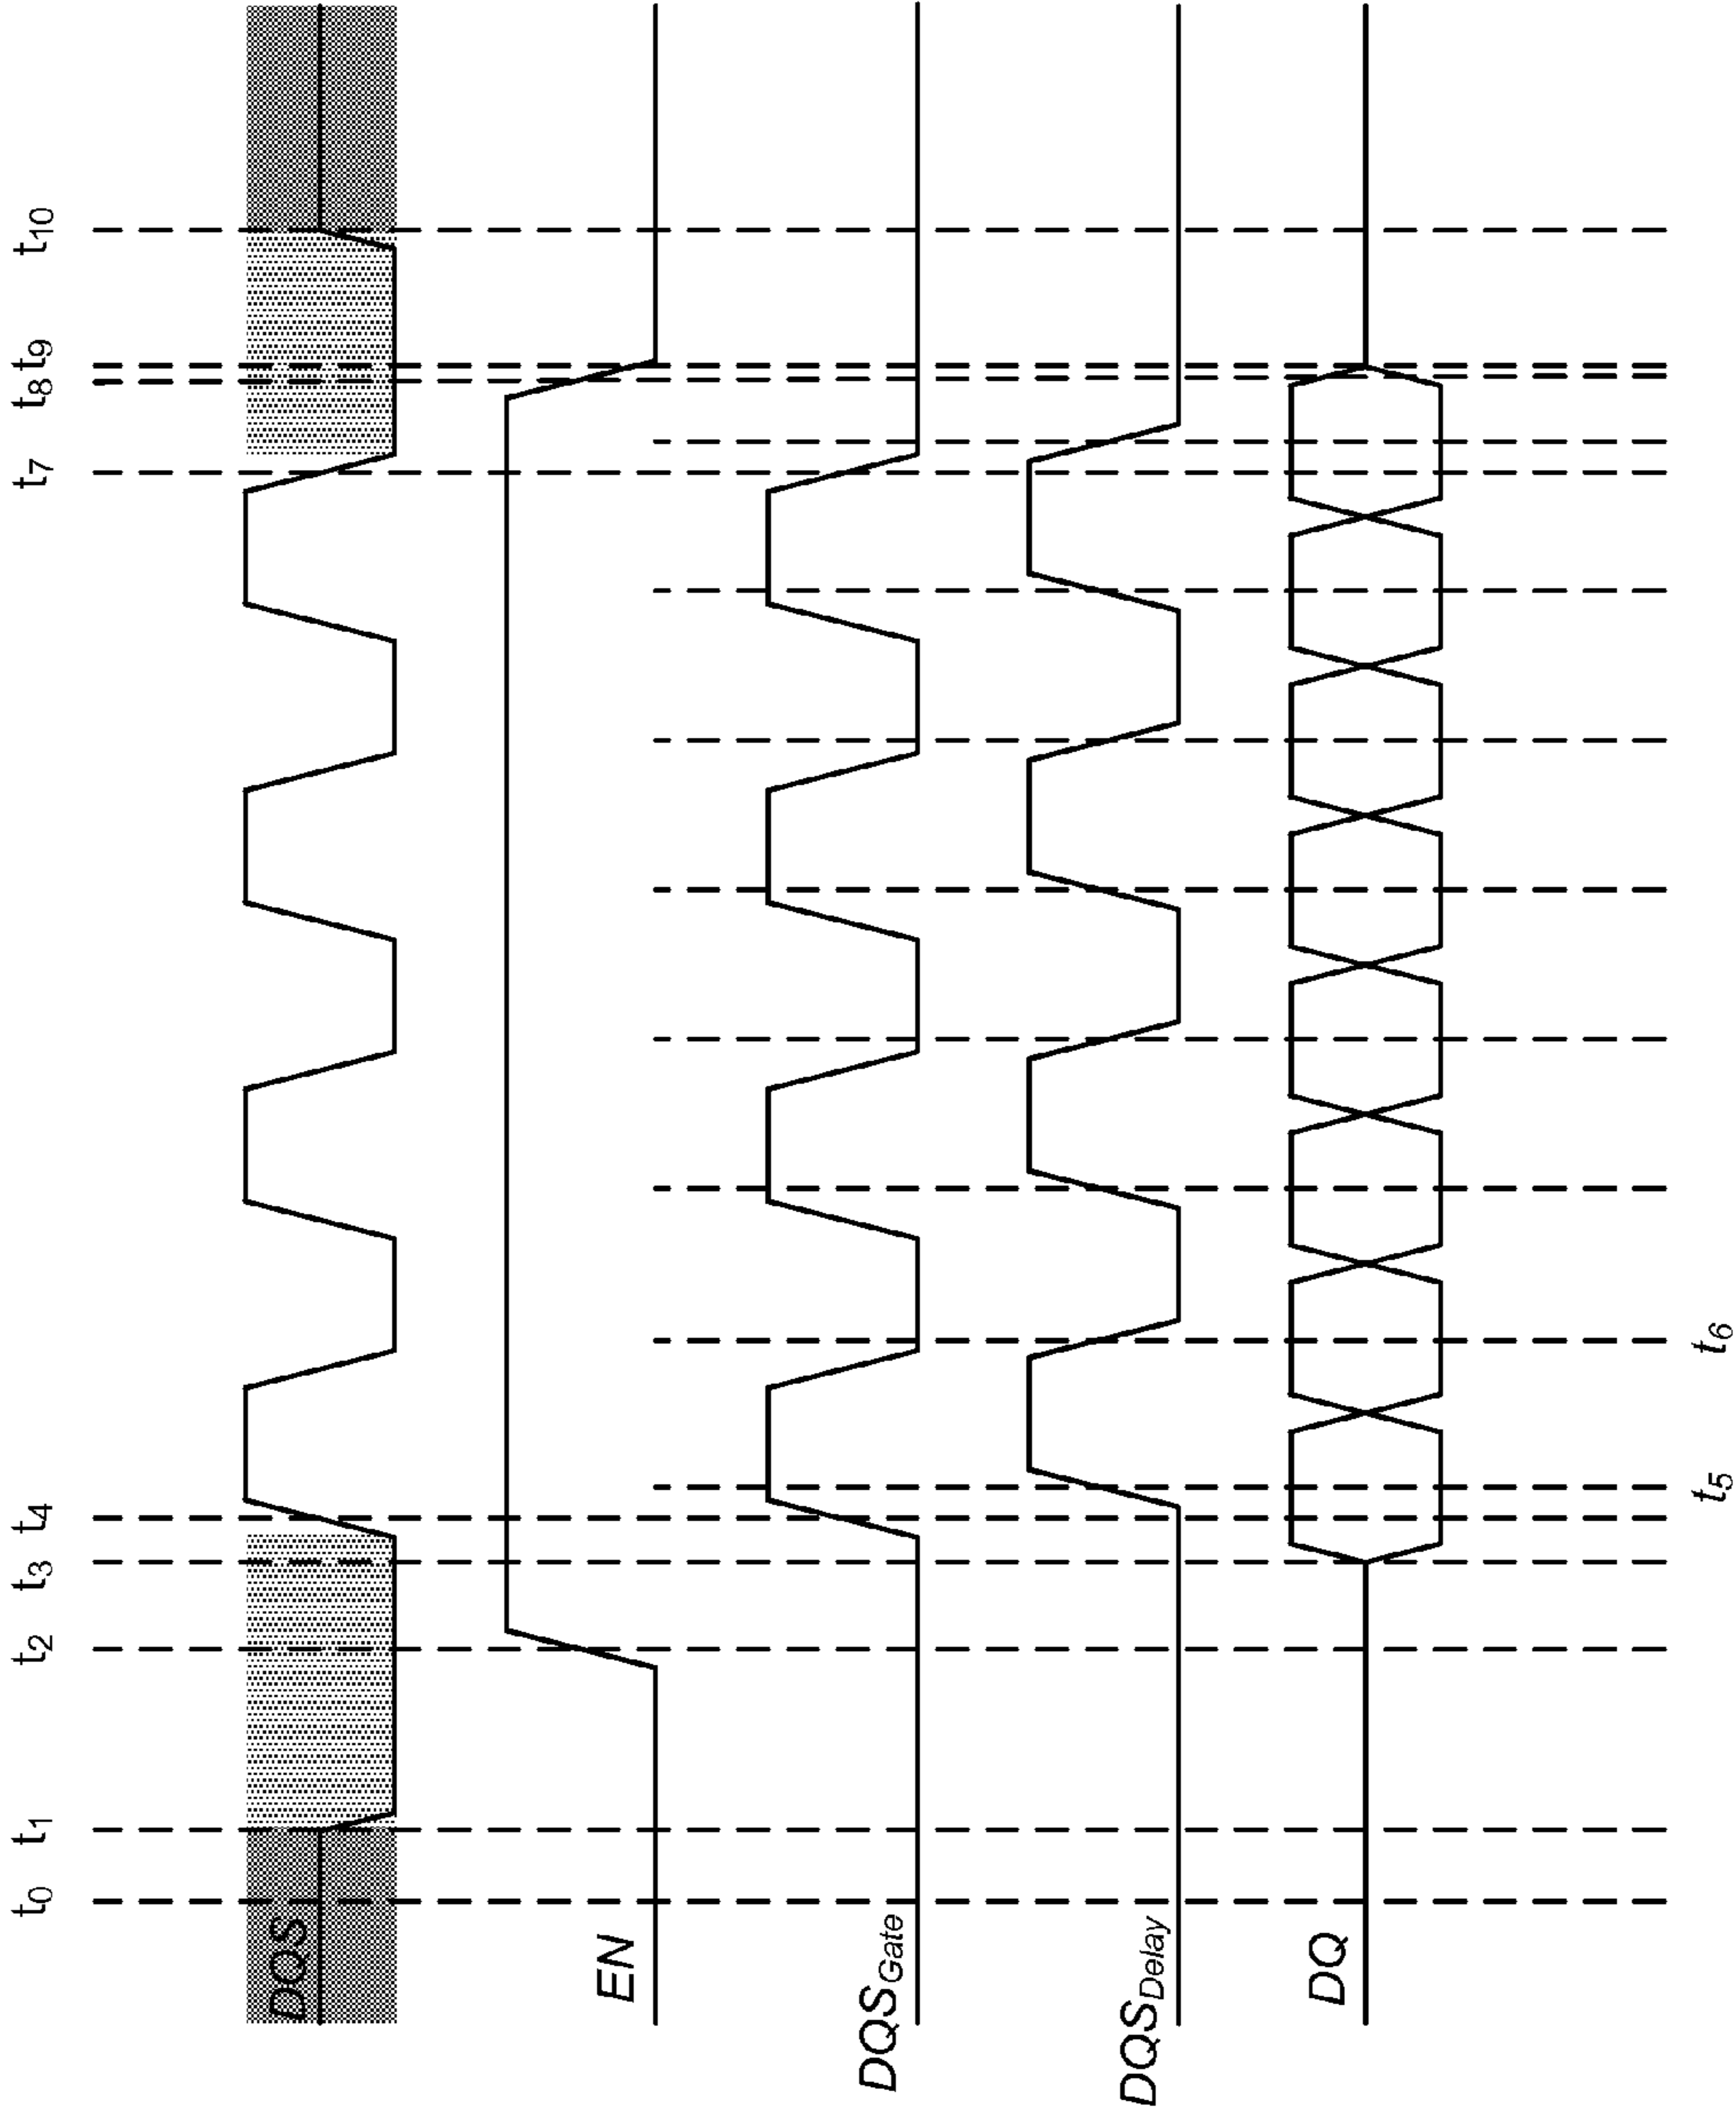 t0 t1 t2 t3 t4 t7 t8 t9 t10
DQS
EN
DQSGate
DQSDelay
DQ
t5 t6